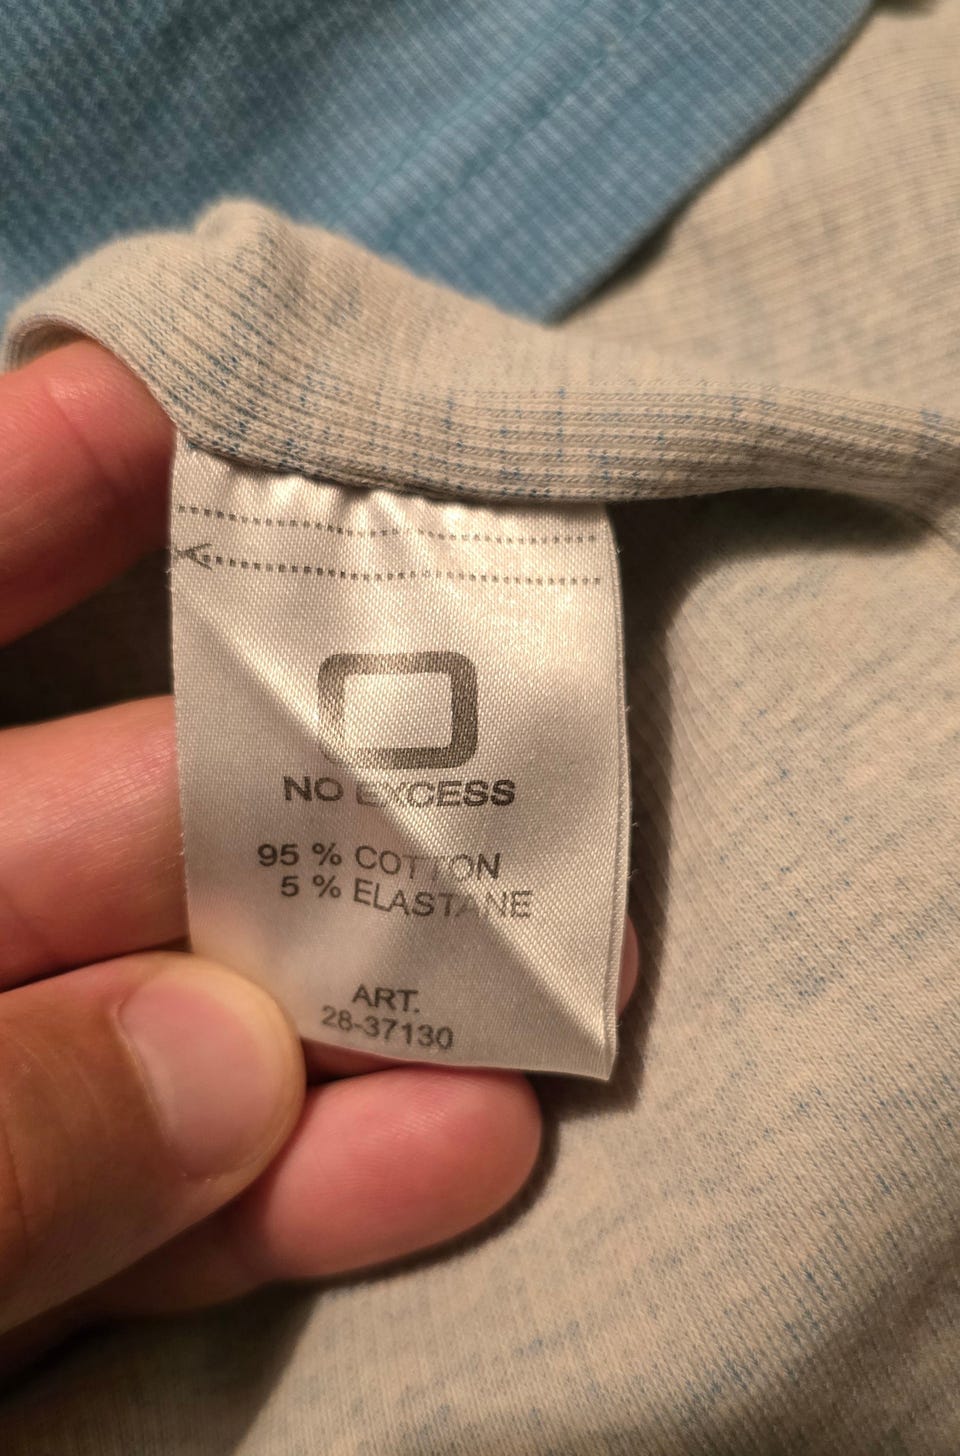 NO EXCESS
95 % COTTON
5 % ELASTANE
ART.
28-37130